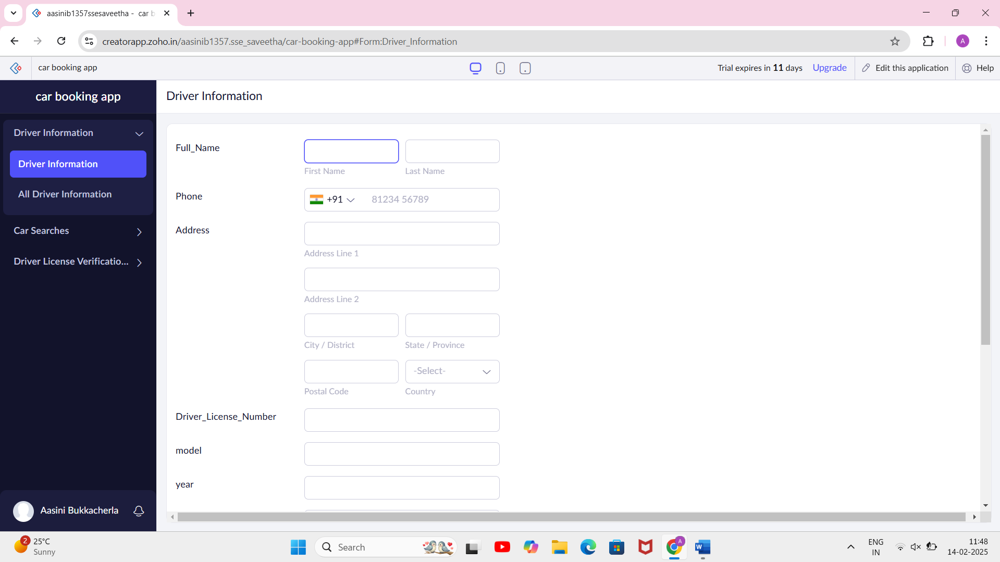 aasinib1357ssesaveetha - car b
creatorapp.zoho.in/aasinib1357.sse_saveetha/car-booking-app#Form:Driver_Information
A
car booking app
Trial expires in 11 days
Upgrade
Edit this application
Help
car booking app
Driver Information
Driver Information
Driver Information
All Driver Information
Car Searches
Driver License Verificatio...
Aasini Bukkacherla
Full_Name
First Name
Last Name
Phone
+91
81234 56789
Address
Address Line 1
Address Line 2
City / District
State / Province
-Select-
Postal Code
Country
Driver_License_Number
model
year
2
25°C
Sunny
Search
A
W
ENG
IN
11:48
14-02-2025